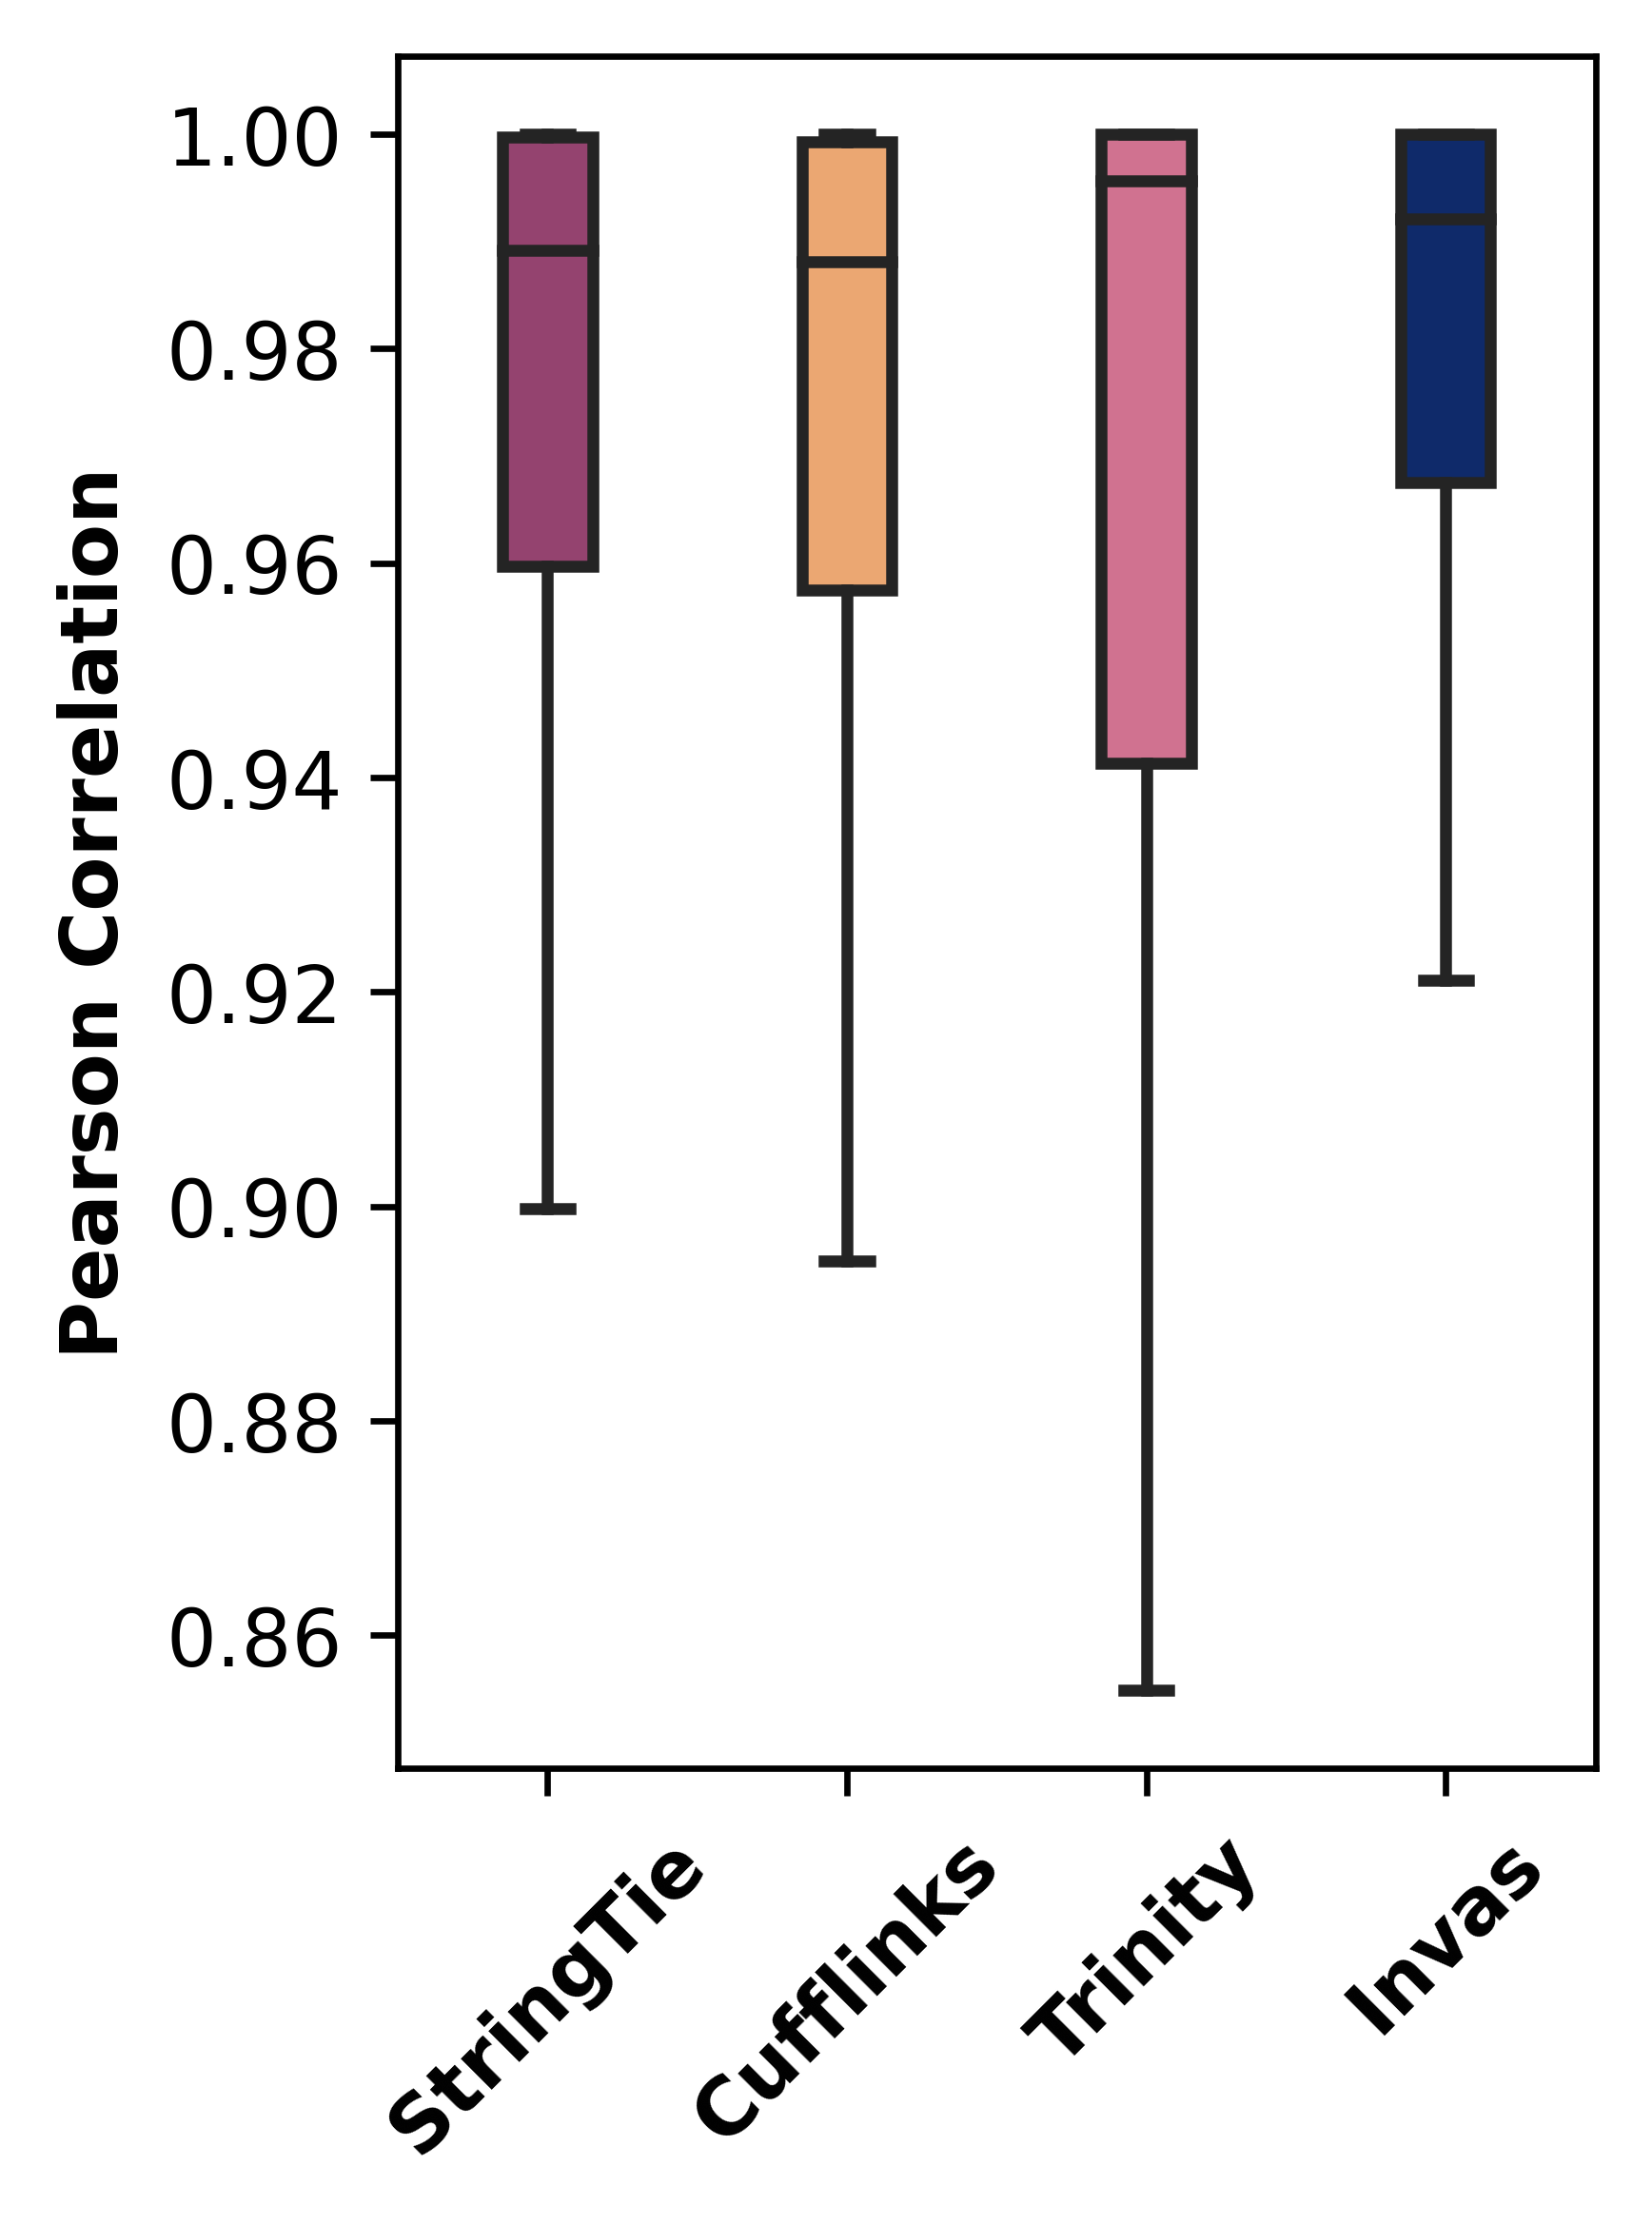 Pearson Correlation
1.00
0.98
0.96
0.94
0.92
0.90
0.88
0.86
StringTie
Cufflinks
Trinity
Invas